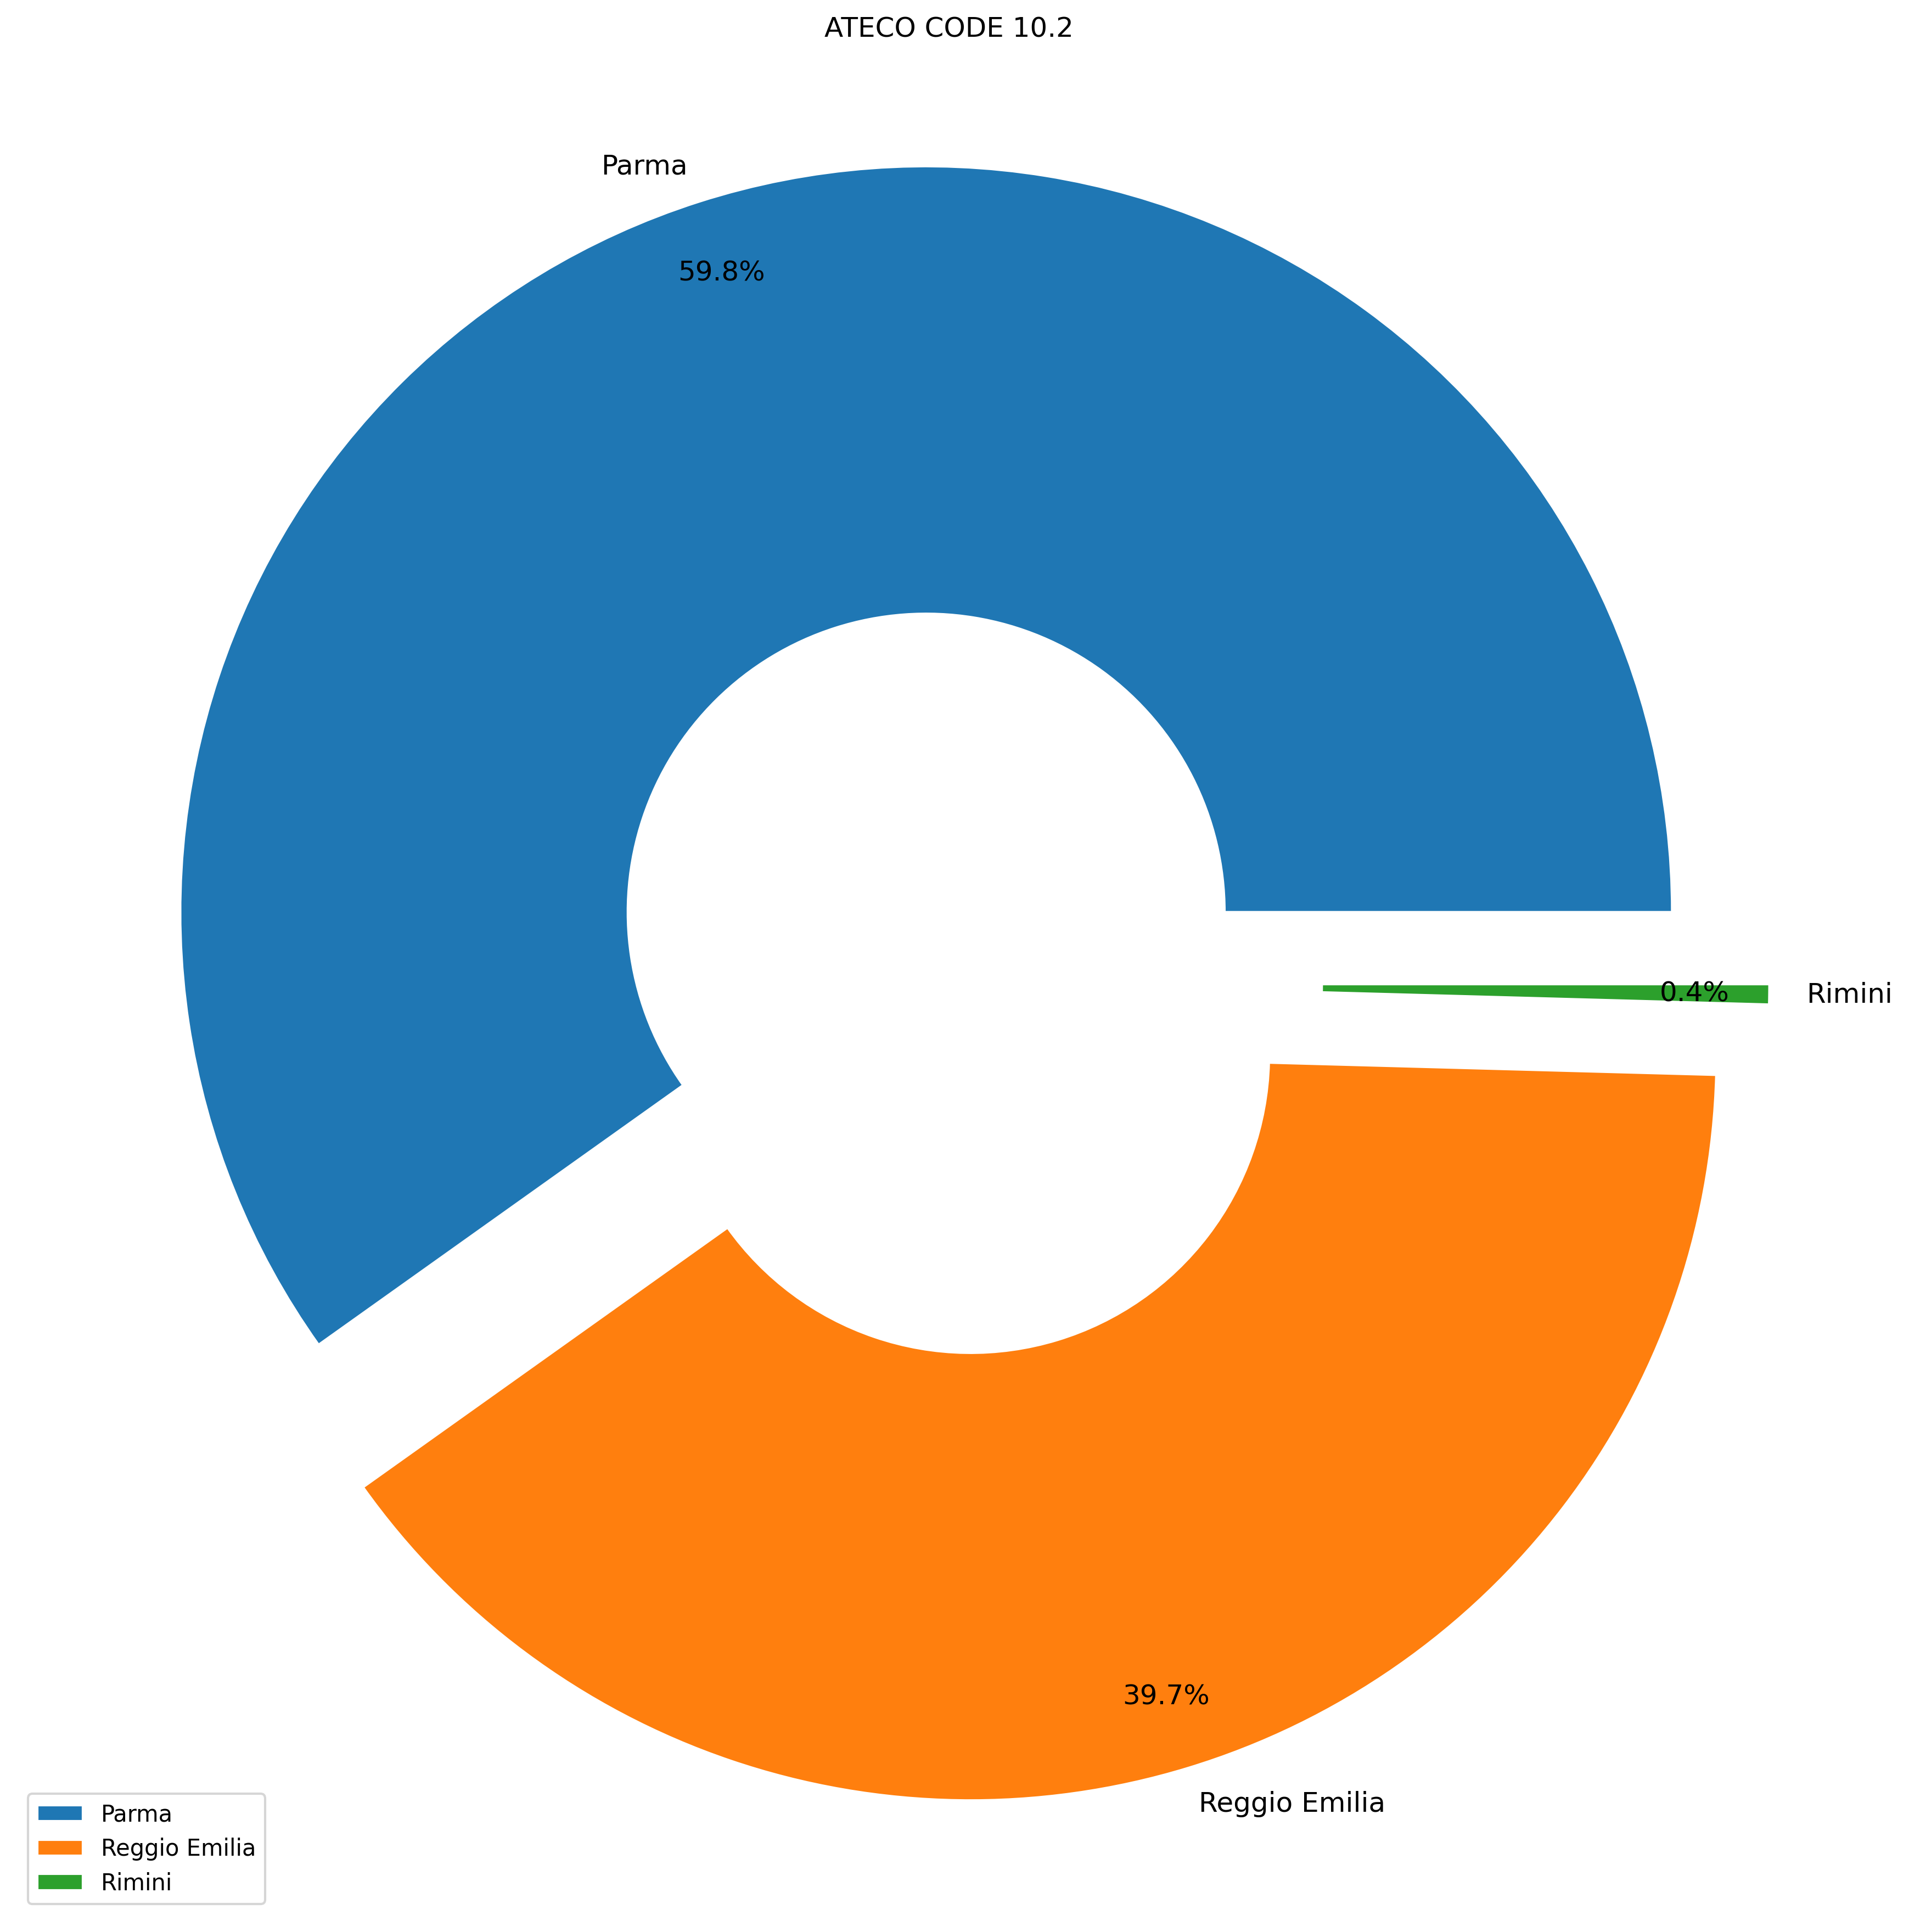 ATECO CODE 10.2
Parma
59.8%
0.4%
Rimini
39.7%
Reggio Emilia
Parma
Reggio Emilia
Rimini